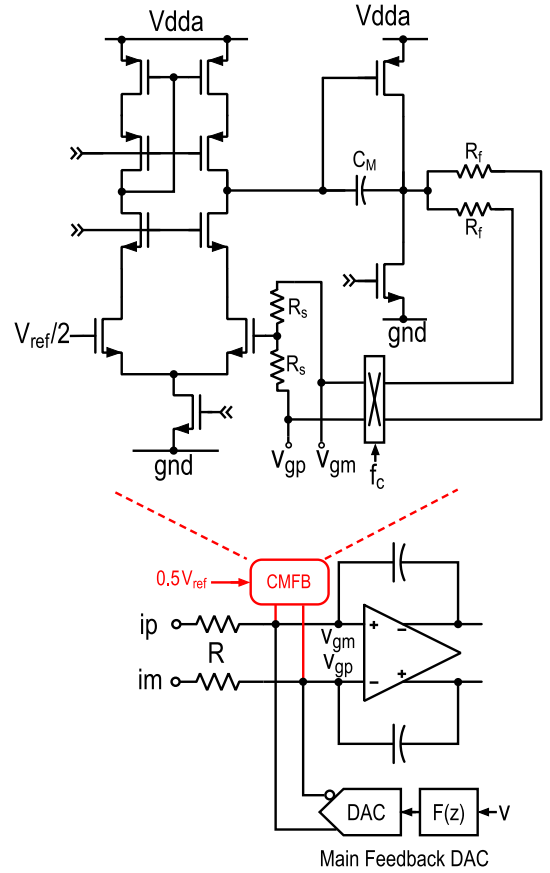 Vdda
Vdda
C_M
R_f
R_f
V_ref/2
R_s
R_s
gnd
gnd
v_gp
v_gm
f_c
0.5V_ref
CMFB
ip
R
im
v_gm
v_gp
+
−
−
+
DAC
F(z)
v
Main Feedback DAC